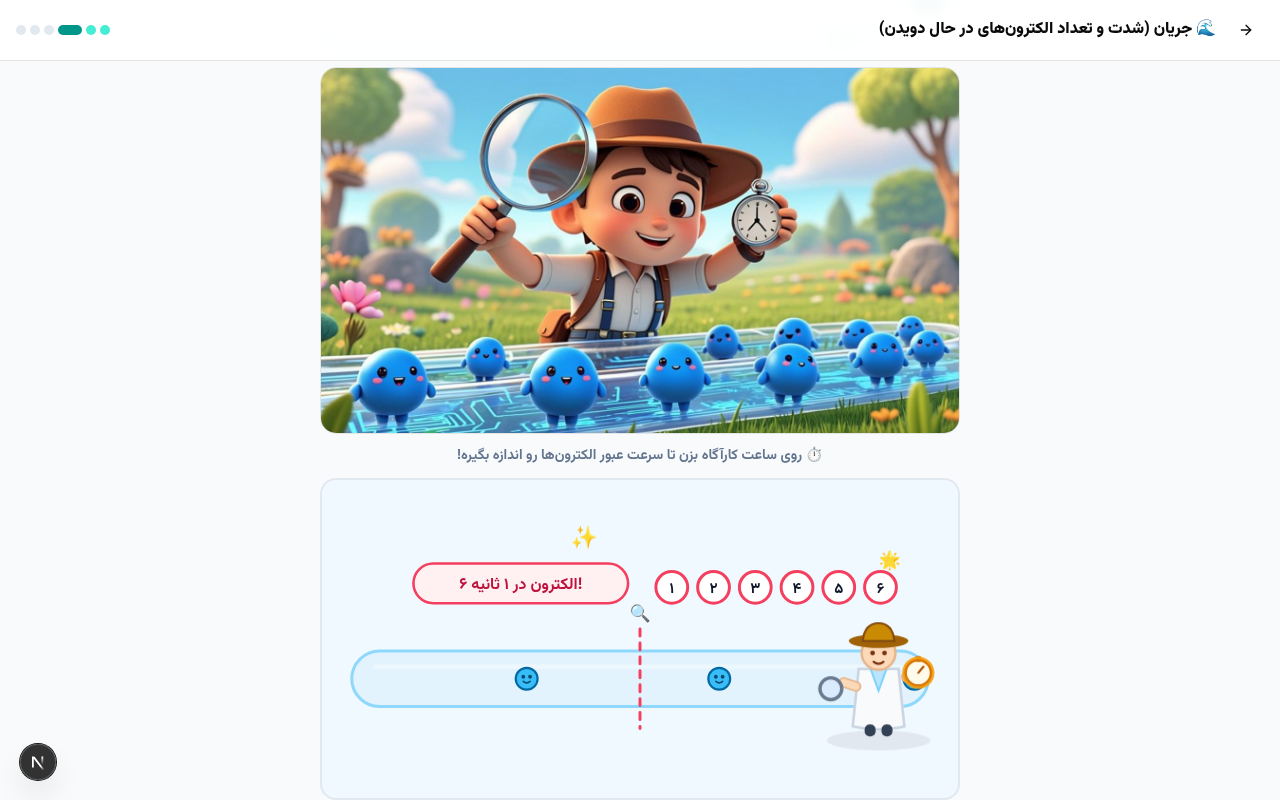 🌊 جریان (شدت و تعداد الکترون‌های در حال دویدن)
⏱️ روی ساعت کارآگاه بزن تا سرعت عبور الکترون‌ها رو اندازه بگیره!
!الکترون در ۱ ثانیه ۶
۱ ۲ ۳ ۴ ۵ ۶
N